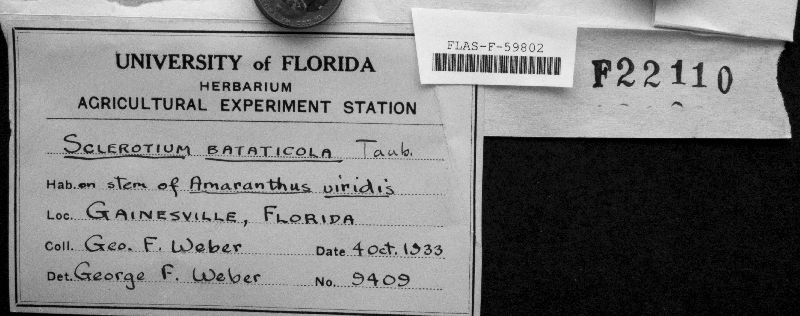 UNIVERSITY of FLORIDA
HERBARIUM
AGRICULTURAL EXPERIMENT STATION
SCLEROTIUM BATATICOLA Taub.
Hab. on stem of Amaranthus viridis
Loc. GAINESVILLE, FLORIDA
Coll. Geo. F. Weber Date 4 Oct. 1933
Det. George F. Weber No. 9409
FLAS-F-59802
F22110